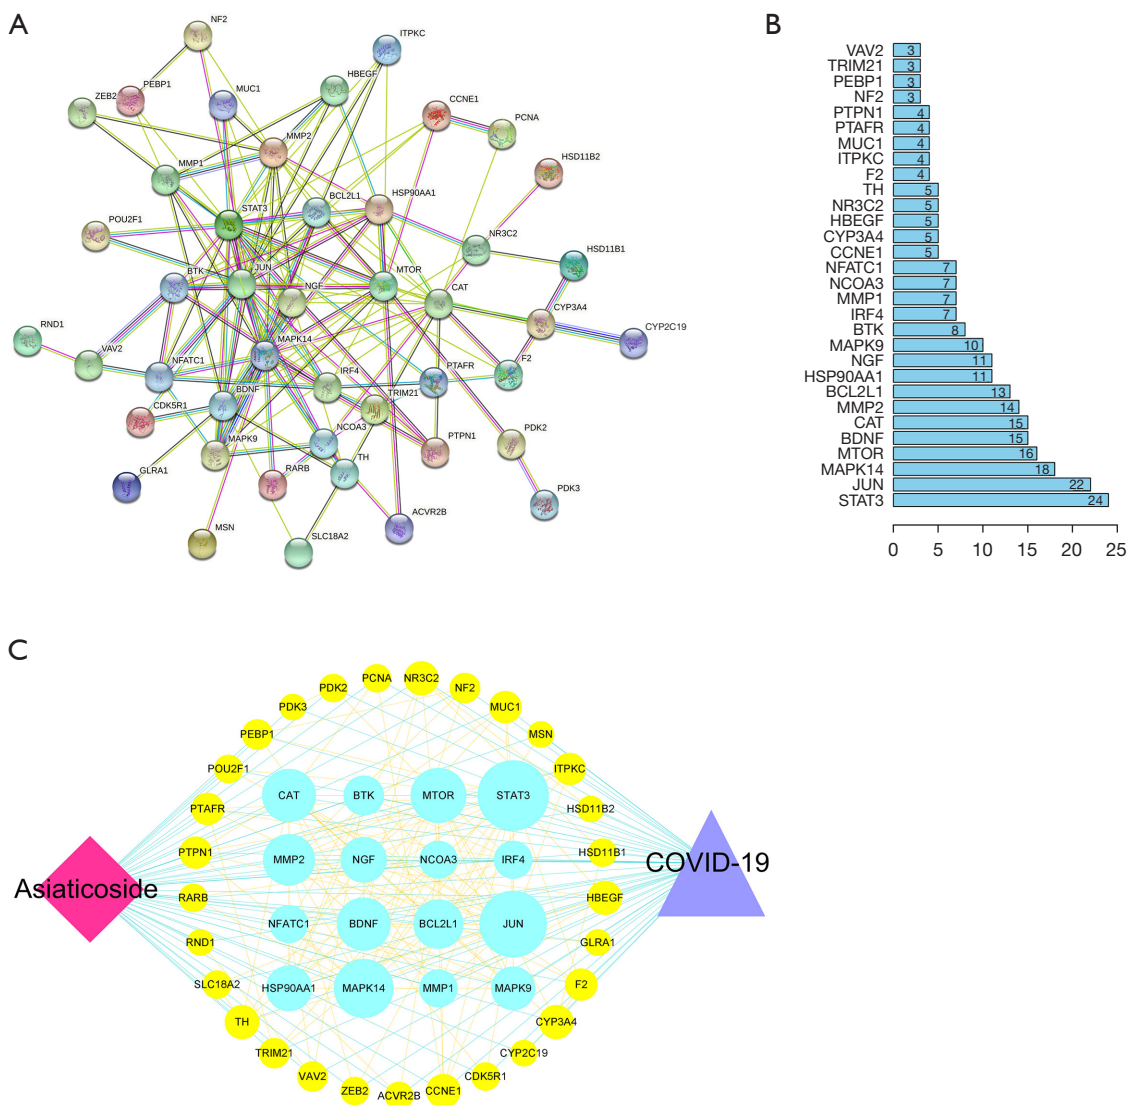 A
NF2
ITPKC
PEBP1
HBEGF
ZEB2
MUC1
CCNE1
PCNA
MMP2
HSD11B2
MMP1
BCL2L1
HSP90AA1
STAT3
POU2F1
NR3C2
HSD11B1
BTK
JUN
NGF
MTOR
CAT
CYP3A4
CYP2C19
RND1
VAV2
NFATC1
MAPK14
IRF4
PTAFR
F2
BDNF
TRIM21
CDK5R1
NCOA3
PTPN1
PDK2
MAPK9
TH
GLRA1
RARB
PDK3
ACVR2B
MSN
SLC18A2
B
VAV2 3
TRIM21 3
PEBP1 3
NF2 3
PTPN1 4
PTAFR 4
MUC1 4
ITPKC 4
F2 4
TH 5
NR3C2 5
HBEGF 5
CYP3A4 5
CCNE1 5
NFATC1 7
NCOA3 7
MMP1 7
IRF4 7
BTK 8
MAPK9 10
NGF 11
HSP90AA1 11
BCL2L1 13
MMP2 14
CAT 15
BDNF 15
MTOR 16
MAPK14 18
JUN 22
STAT3 24
0 5 10 15 20 25
C
PCNA
NR3C2
PDK2
NF2
PDK3
MUC1
PEBP1
MSN
POU2F1
ITPKC
CAT
BTK
MTOR
STAT3
PTAFR
HSD11B2
PTPN1
MMP2
NGF
NCOA3
IRF4
HSD11B1
COVID-19
Asiaticoside
RARB
HBEGF
NFATC1
BDNF
BCL2L1
JUN
RND1
GLRA1
SLC18A2
HSP90AA1
MAPK14
MMP1
MAPK9
F2
TH
CYP3A4
TRIM21
CYP2C19
VAV2
CDK5R1
ZEB2
ACVR2B
CCNE1